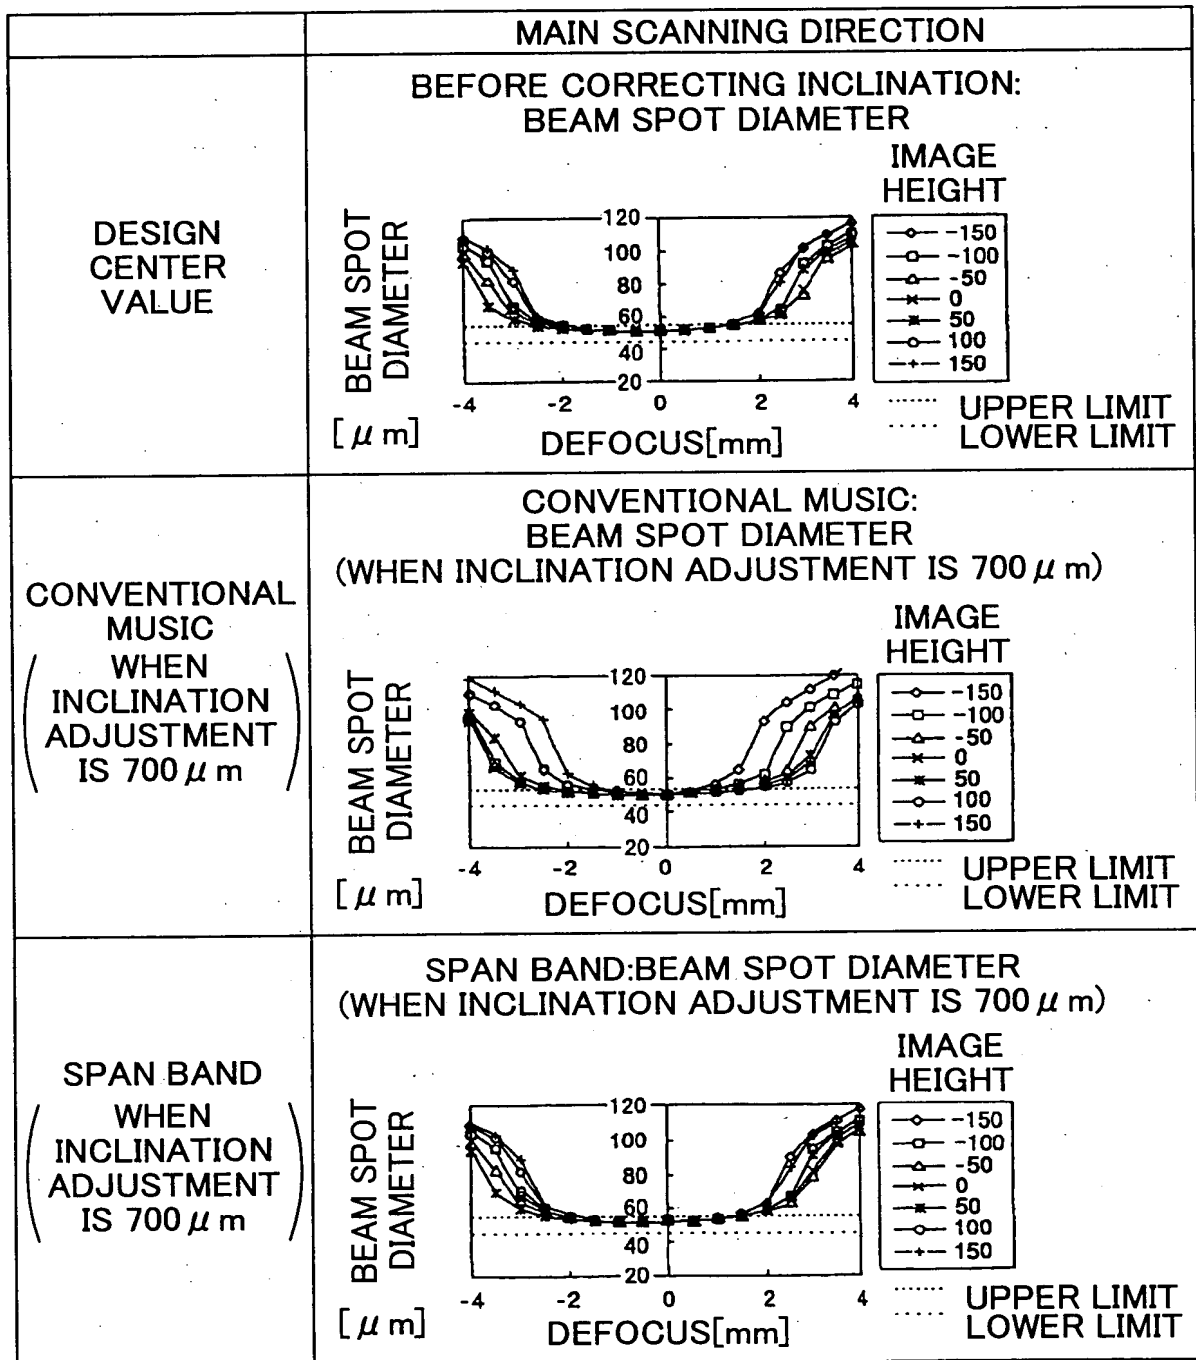 MAIN SCANNING DIRECTION
DESIGN
CENTER
VALUE
BEFORE CORRECTING INCLINATION:
BEAM SPOT DIAMETER
BEAM SPOT
DIAMETER
[μm]
120
100
80
60
40
20
-4
-2
0
2
4
DEFOCUS[mm]
IMAGE
HEIGHT
-150
-100
-50
0
50
100
150
UPPER LIMIT
LOWER LIMIT
CONVENTIONAL
MUSIC
WHEN
INCLINATION
ADJUSTMENT
IS 700μm
CONVENTIONAL MUSIC:
BEAM SPOT DIAMETER
(WHEN INCLINATION ADJUSTMENT IS 700μm)
BEAM SPOT
DIAMETER
[μm]
120
100
80
60
40
20
-4
-2
0
2
4
DEFOCUS[mm]
IMAGE
HEIGHT
-150
-100
-50
0
50
100
150
UPPER LIMIT
LOWER LIMIT
SPAN BAND
WHEN
INCLINATION
ADJUSTMENT
IS 700μm
SPAN BAND:BEAM SPOT DIAMETER
(WHEN INCLINATION ADJUSTMENT IS 700μm)
BEAM SPOT
DIAMETER
[μm]
120
100
80
60
40
20
-4
-2
0
2
4
DEFOCUS[mm]
IMAGE
HEIGHT
-150
-100
-50
0
50
100
150
UPPER LIMIT
LOWER LIMIT